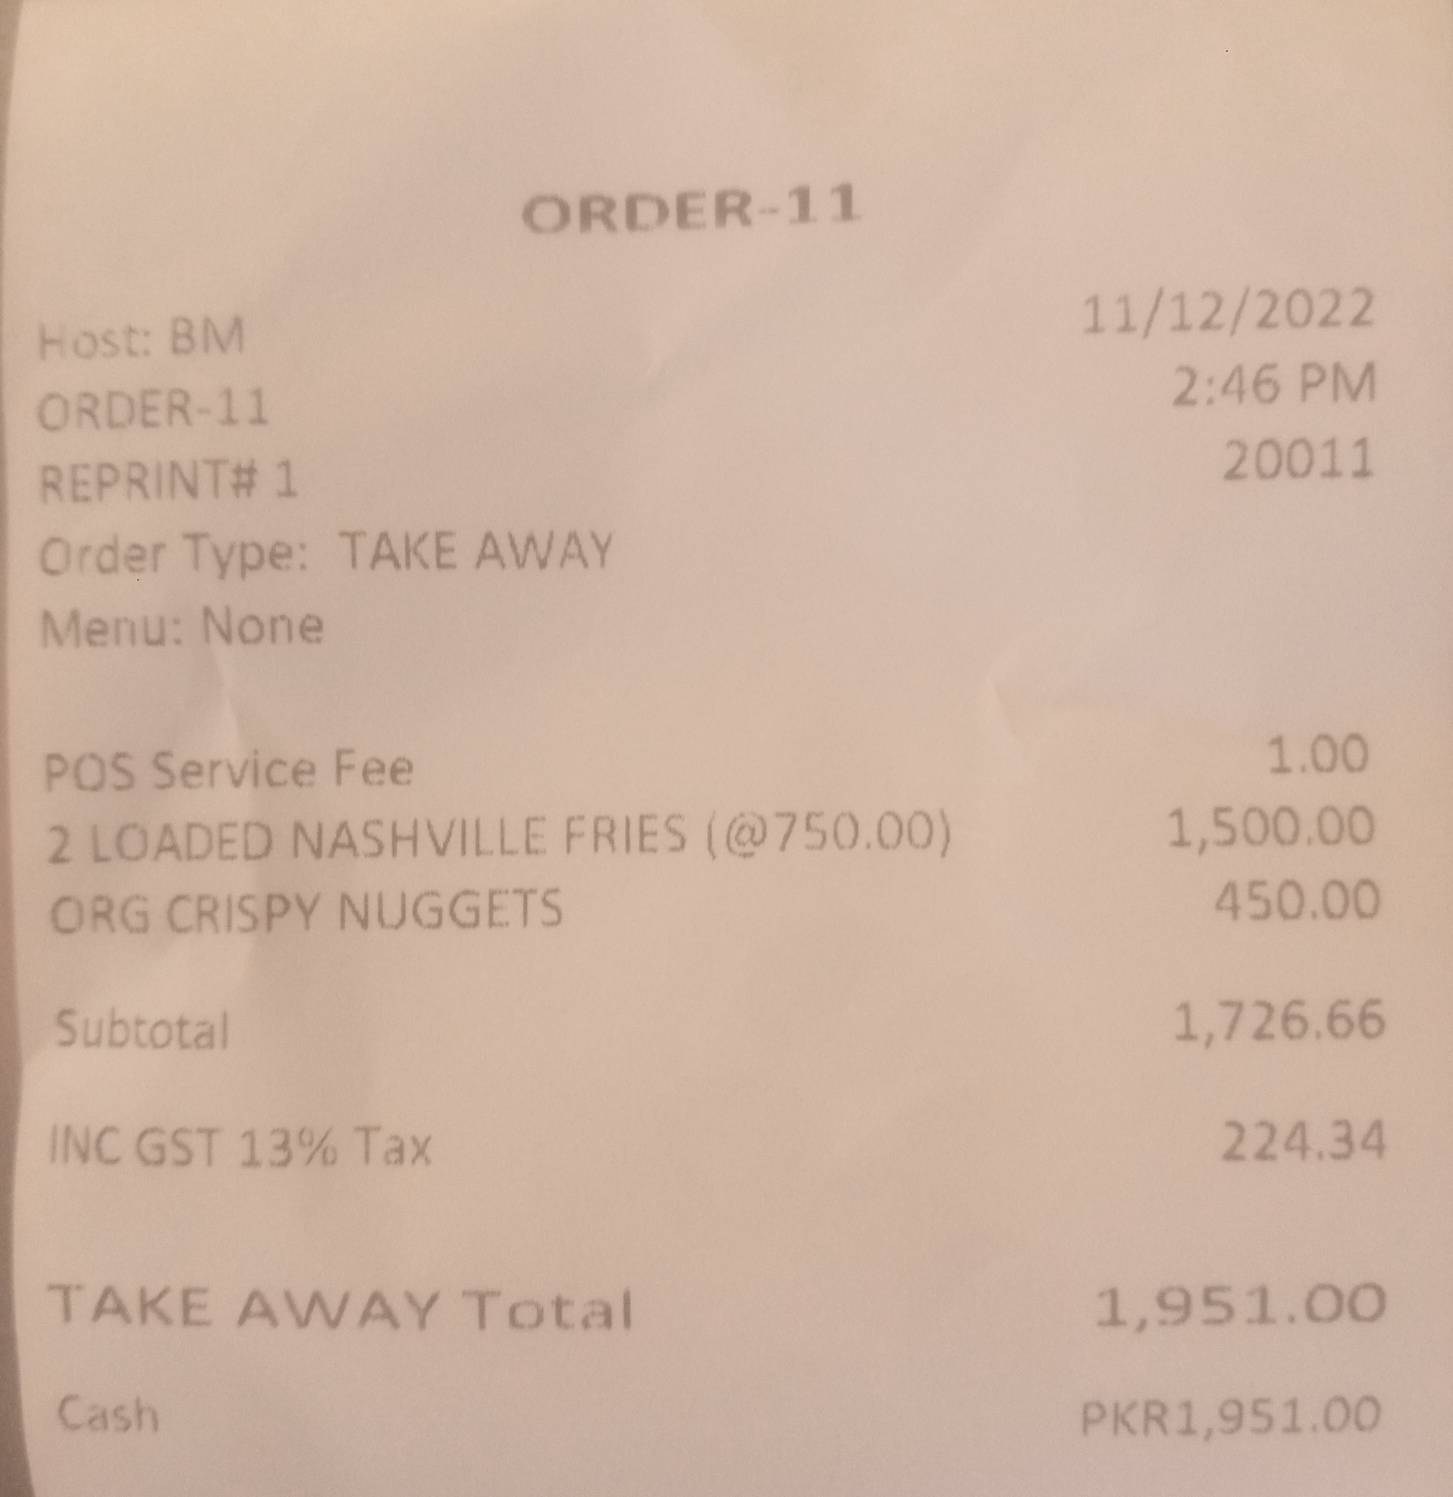 ORDER-11
Host: BM 11/12/2022
ORDER-11 2:46 PM
REPRINT# 1 20011
Order Type: TAKE AWAY
Menu: None
POS Service Fee 1.00
2 LOADED NASHVILLE FRIES (@750.00) 1,500.00
ORG CRISPY NUGGETS 450.00
Subtotal 1,726.66
INC GST 13% Tax 224.34
TAKE AWAY Total 1,951.00
Cash PKR1,951.00